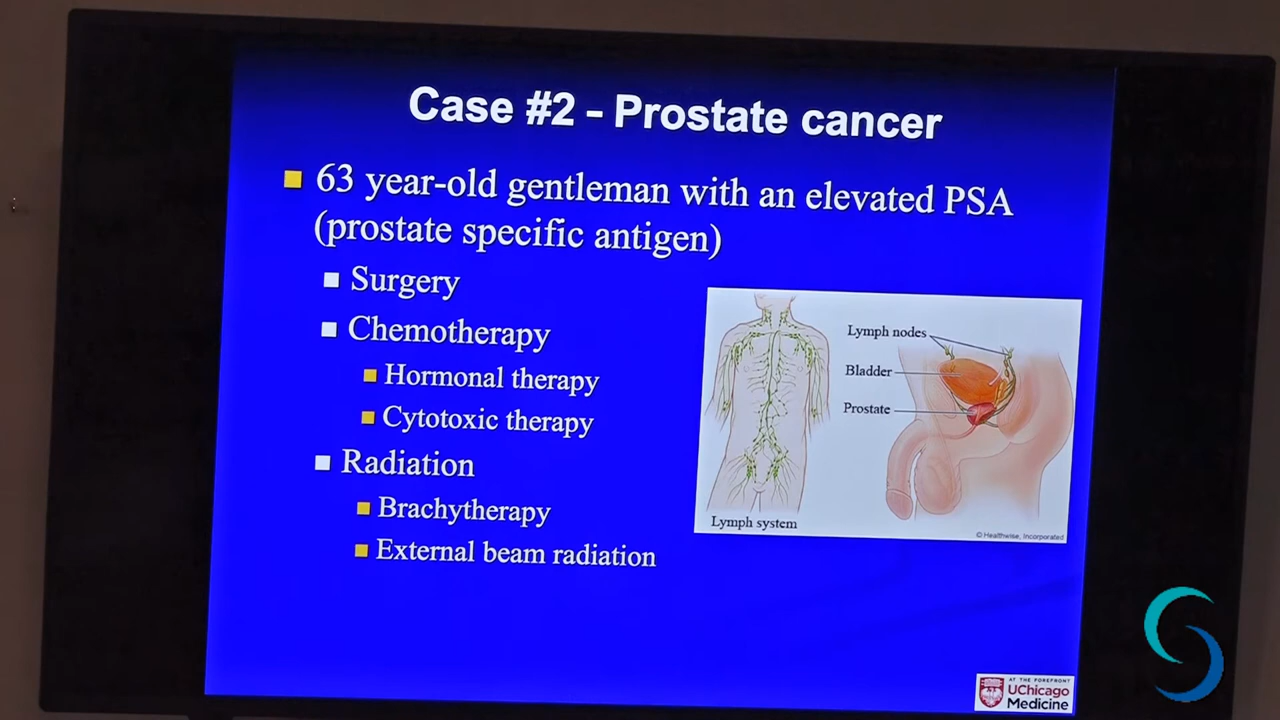 Case #2 - Prostate cancer
63 year-old gentleman with an elevated PSA
(prostate specific antigen)
Surgery
Chemotherapy
Hormonal therapy
Cytotoxic therapy
Radiation
Brachytherapy
External beam radiation
Lymph nodes
Bladder
Prostate
Lymph system
© Healthwise, Incorporated
AT THE FOREFRONT
UChicago
Medicine